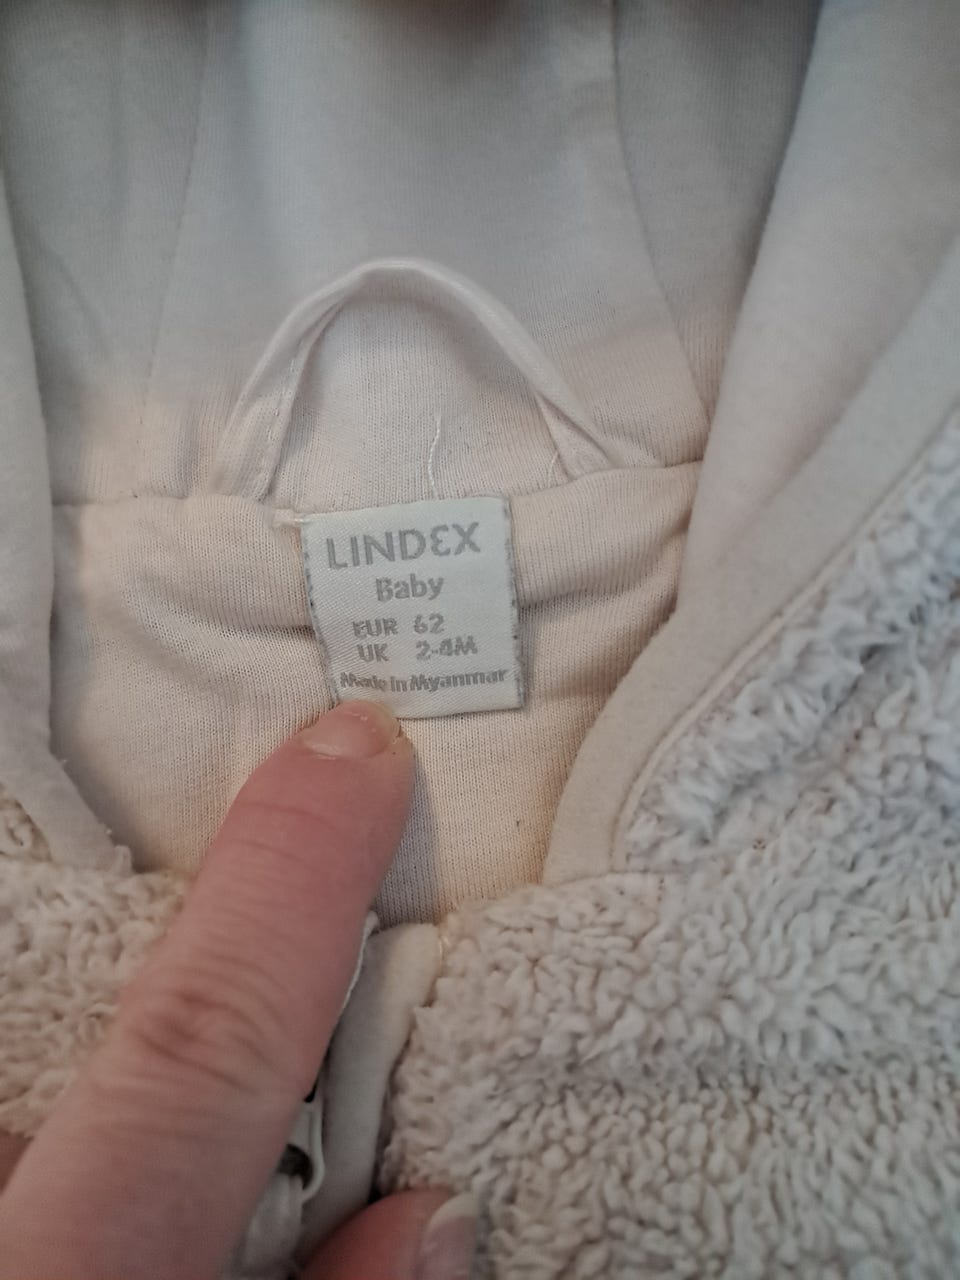 LINDEX
Baby
EUR 62
UK 2-4M
Made in Myanmar